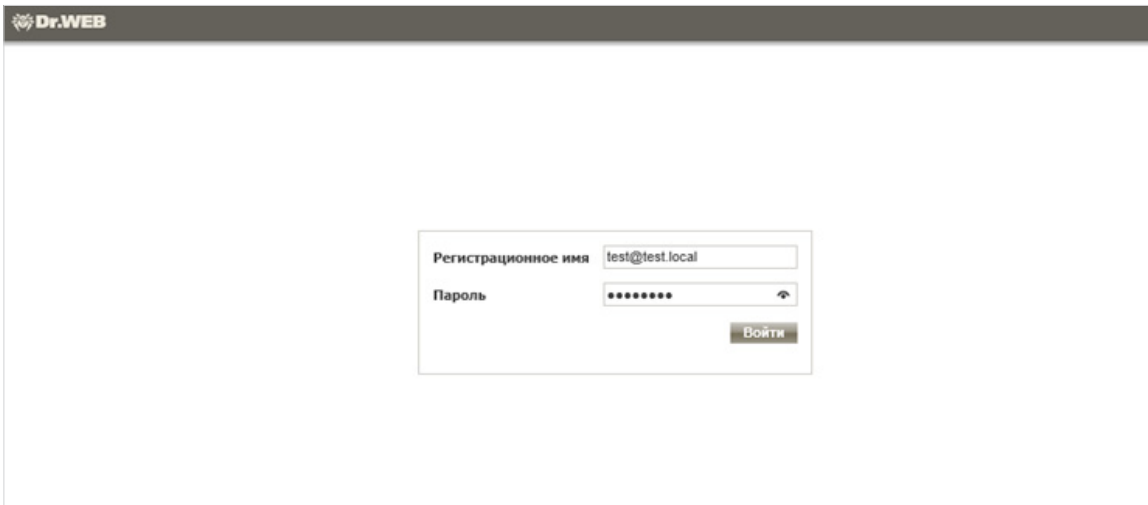 Dr.WEB
Регистрационное имя test@test.local
Пароль ••••••••
Войти